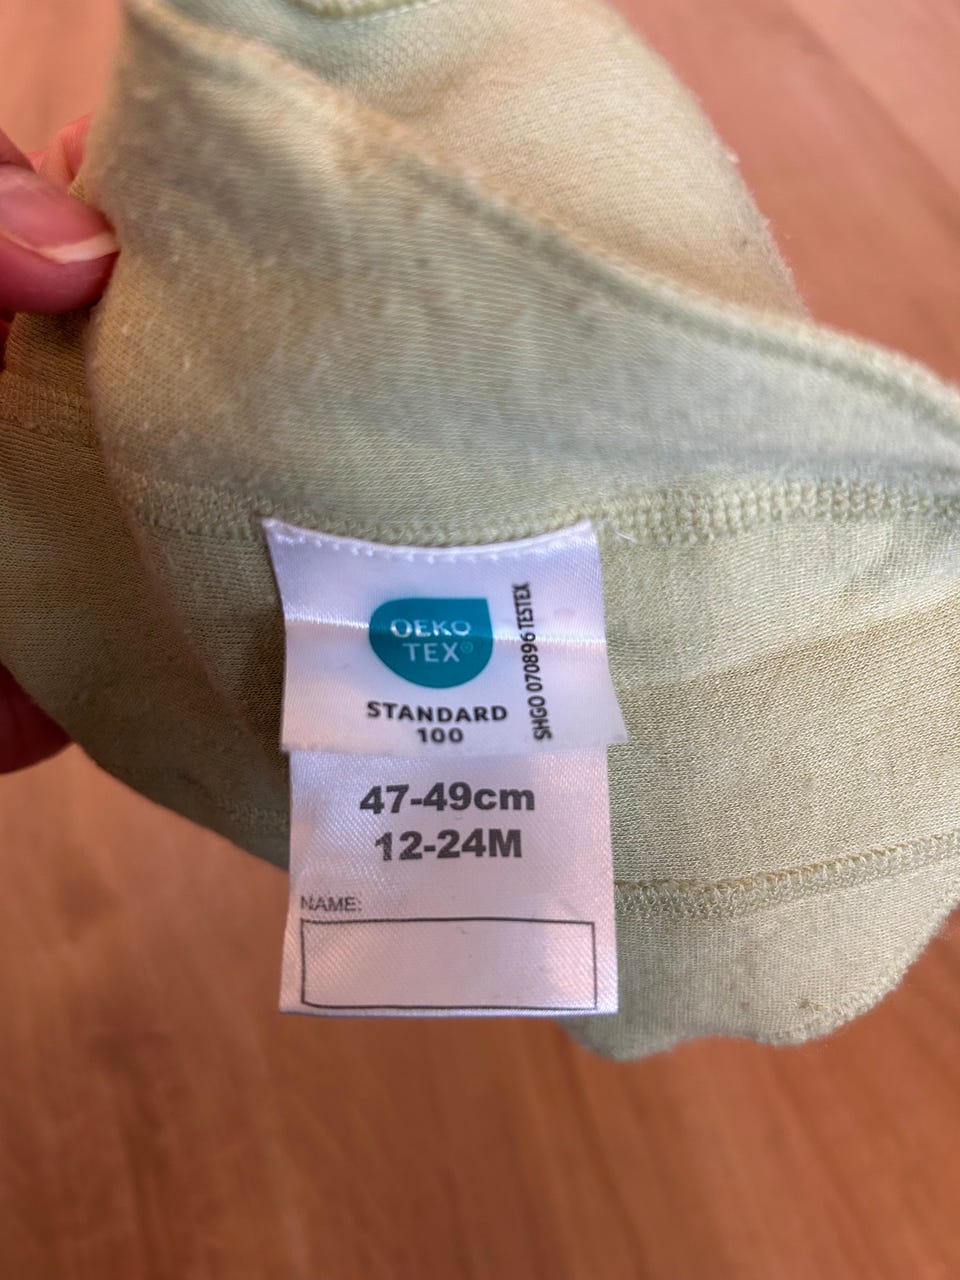 OEKO
TEX®
SHGO 070896 TESTEX
STANDARD
100
47-49cm
12-24M
NAME: